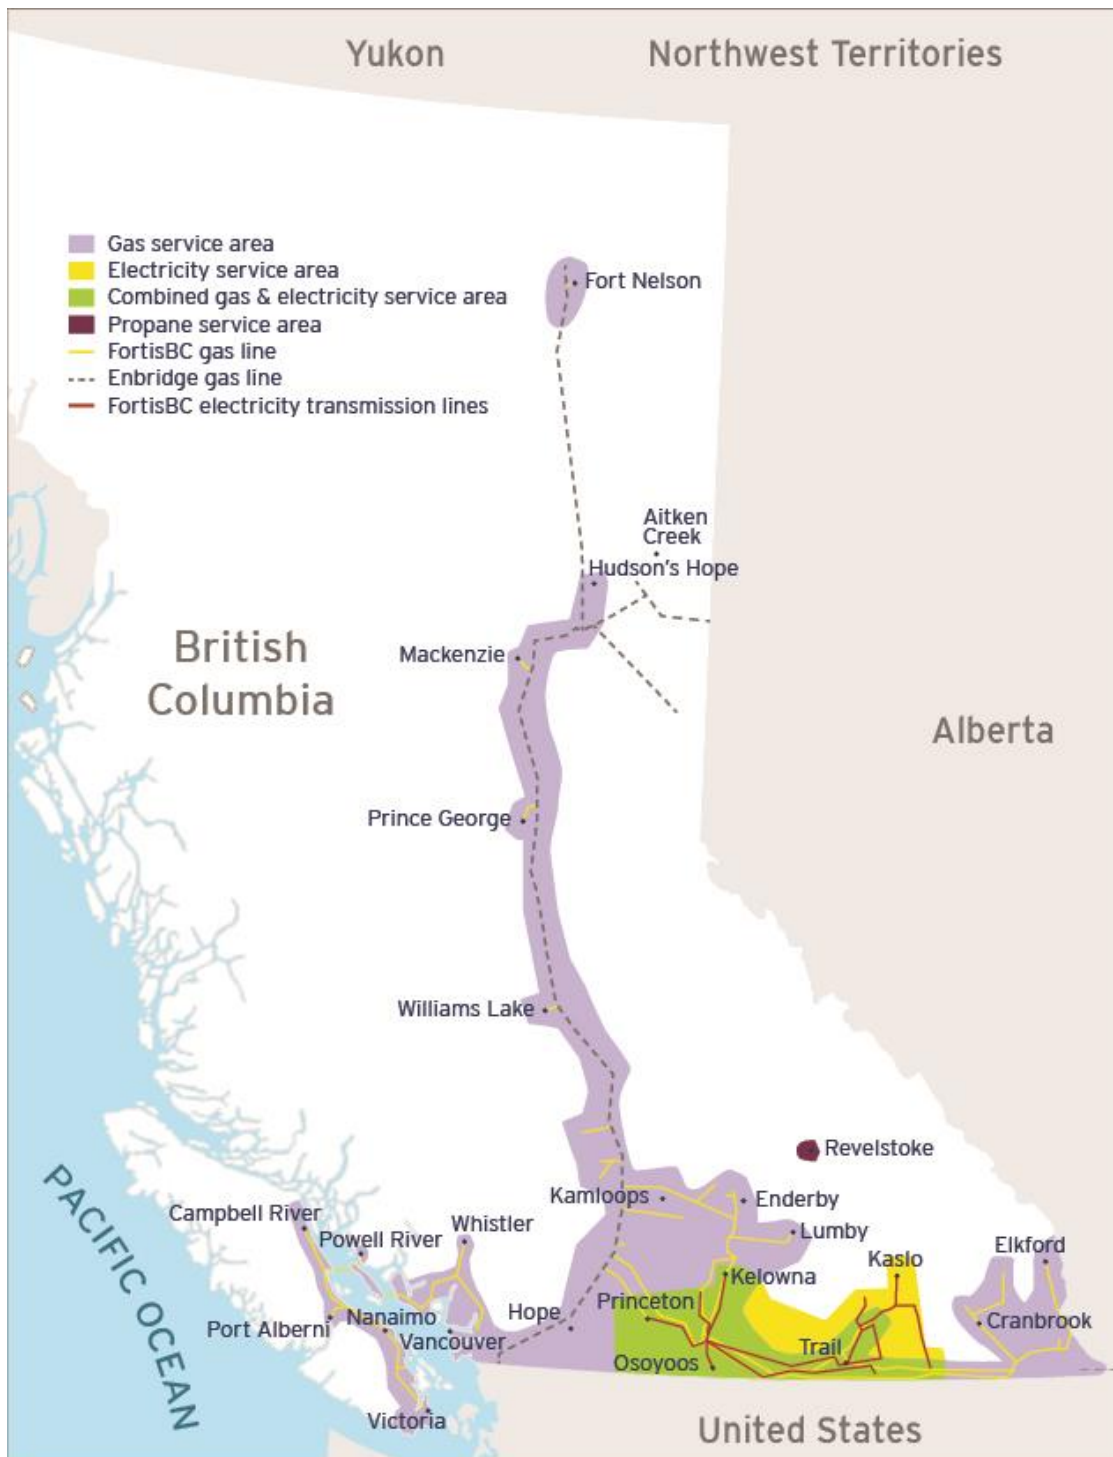 Yukon
Northwest Territories
Gas service area
Electricity service area
Combined gas & electricity service area
Propane service area
FortisBC gas line
Enbridge gas line
FortisBC electricity transmission lines
Fort Nelson
Aitken
Creek
Hudson's Hope
British
Columbia
Mackenzie
Alberta
Prince George
Williams Lake
Revelstoke
PACIFIC OCEAN
Kamloops
Enderby
Campbell River
Whistler
Lumby
Powell River
Elkford
Kaslo
Kelowna
Princeton
Hope
Nanaimo
Cranbrook
Port Alberni
Vancouver
Trail
Osoyoos
Victoria
United States